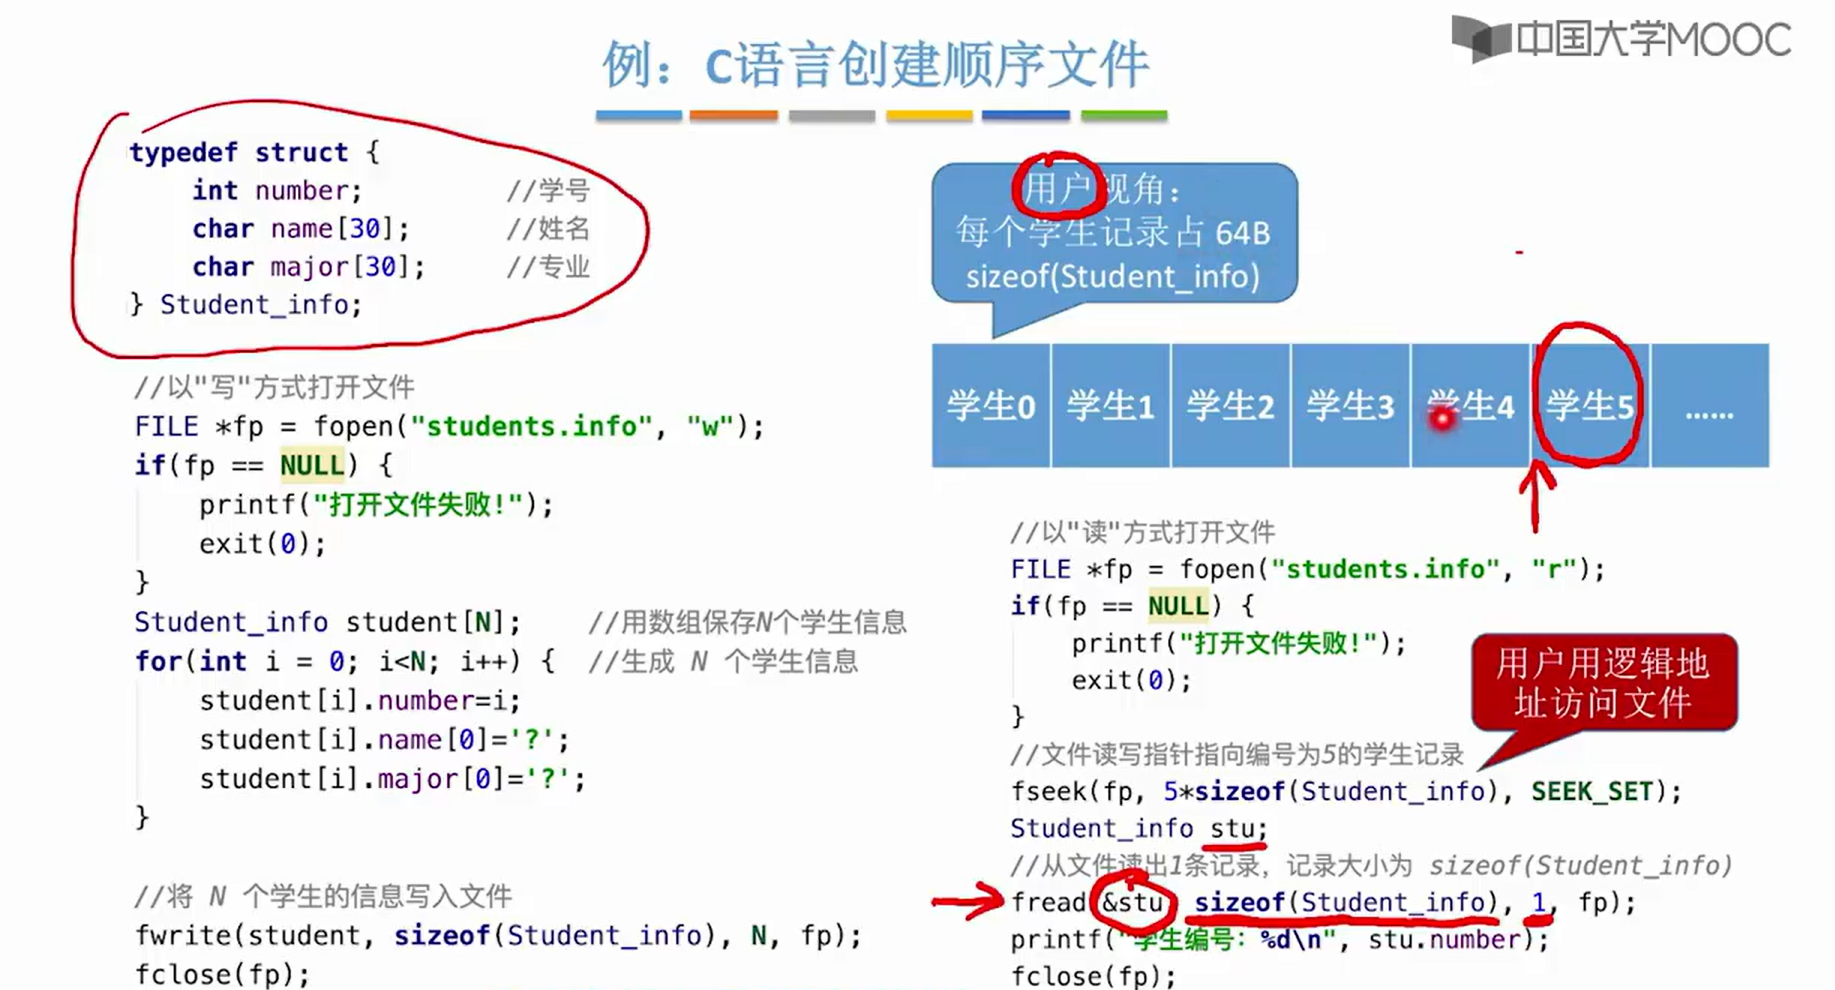 中国大学MOOC
例：C语言创建顺序文件
typedef struct {
int number; //学号
char name[30]; //姓名
char major[30]; //专业
} Student_info;
//以"写"方式打开文件
FILE *fp = fopen("students.info", "w");
if(fp == NULL) {
printf("打开文件失败!");
exit(0);
}
Student_info student[N]; //用数组保存N个学生信息
for(int i = 0; i<N; i++) { //生成 N 个学生信息
student[i].number=i;
student[i].name[0]='?';
student[i].major[0]='?';
}
//将 N 个学生的信息写入文件
fwrite(student, sizeof(Student_info), N, fp);
fclose(fp);
用户视角：
每个学生记录占 64B
sizeof(Student_info)
学生0 学生1 学生2 学生3 学生4 学生5 ……
//以"读"方式打开文件
FILE *fp = fopen("students.info", "r");
if(fp == NULL) {
printf("打开文件失败!");
exit(0);
}
用户用逻辑地
址访问文件
//文件读写指针指向编号为5的学生记录
fseek(fp, 5*sizeof(Student_info), SEEK_SET);
Student_info stu;
//从文件读出1条记录，记录大小为 sizeof(Student_info)
fread(&stu, sizeof(Student_info), 1, fp);
printf("学生编号：%d\n", stu.number);
fclose(fp);